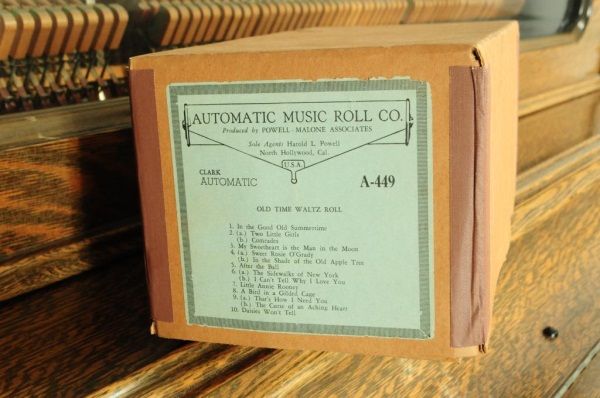 AUTOMATIC MUSIC ROLL CO.
Produced by POWELL-MALONE ASSOCIATES
Sole Agent: Harold L. Powell
North Hollywood, Cal.
U.S.A.
CLARK
AUTOMATIC
A-449
OLD TIME WALTZ ROLL
1. In the Good Old Summertime
2. (a.) Two Little Girls
(b.) Comrades
3. My Sweetheart is the Man in the Moon
4. (a.) Sweet Rosie O'Grady
(b.) In the Shade of the Old Apple Tree
5. After the Ball
6. (a.) The Sidewalks of New York
(b.) I Can't Tell Why I Love You
7. Little Annie Rooney
8. A Bird in a Gilded Cage
9. (a.) That's How I Need You
(b.) The Curse of an Aching Heart
10. Daisies Won't Tell